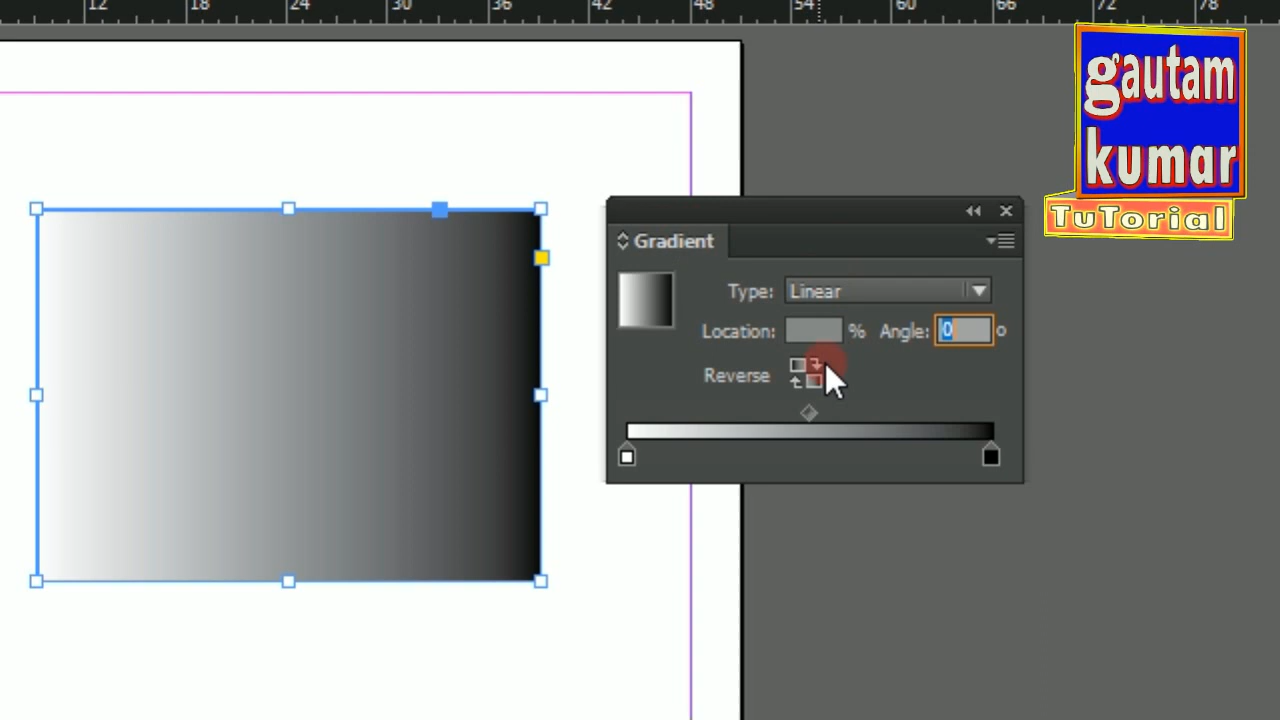 12 18 24 30 36 42 48 54 60 66 72 78
gautam
kumar
TuTorial
Gradient
Type: Linear
Location: % Angle: 0 °
Reverse